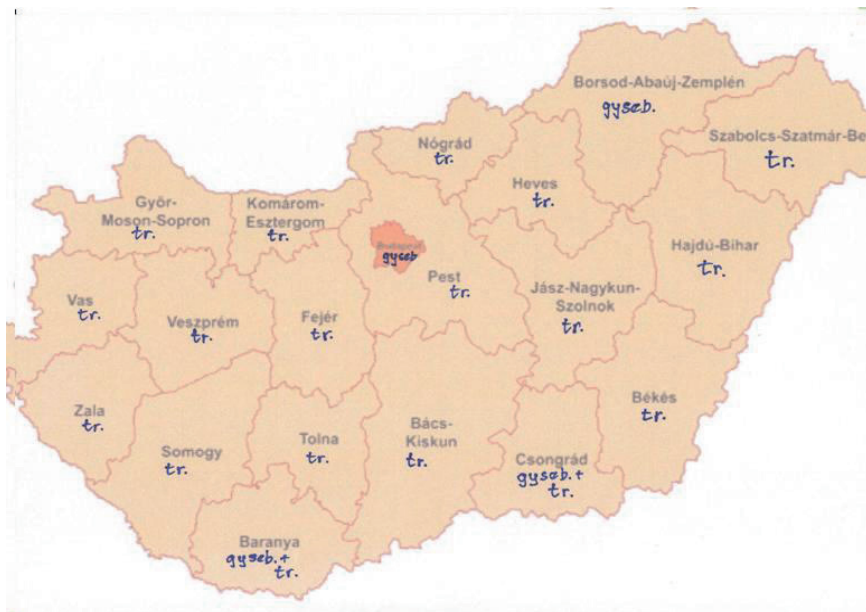 Borsod-Abaúj-Zemplén
gyseb.
Szabolcs-Szatmár-Be
tr.
Nógrád
tr.
Heves
tr.
Győr-
Moson-Sopron
tr.
Komárom-
Esztergom
tr.
Budapest
gyseb
Pest
tr.
Hajdú-Bihar
tr.
Jász-Nagykun-
Szolnok
tr.
Vas
tr.
Veszprém
tr.
Fejér
tr.
Zala
tr.
Somogy
tr.
Tolna
tr.
Bács-
Kiskun
tr.
Békés
tr.
Csongrád
gyseb.+
tr.
Baranya
gyseb.+
tr.